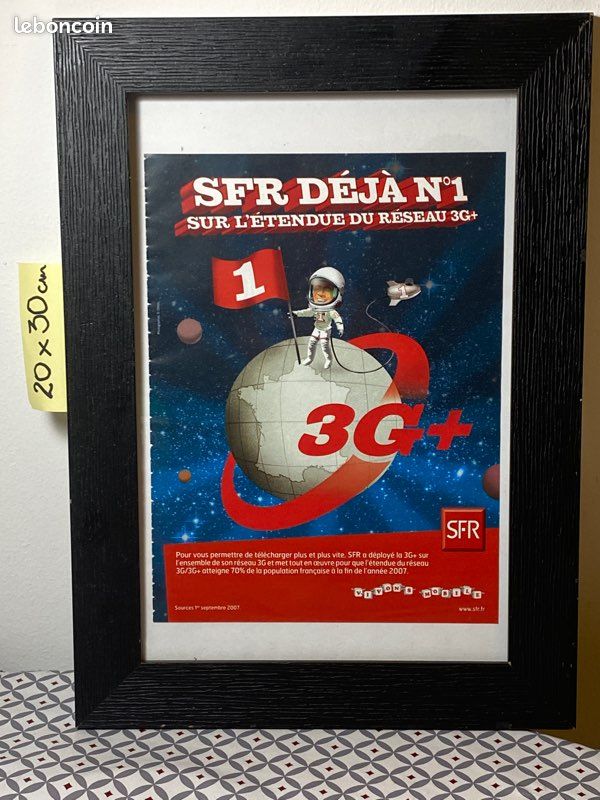 leboncoin
SFR DÉJÀ N°1
SUR L'ÉTENDUE DU RÉSEAU 3G+
1
1
20 x 30 cm
3G+
SFR
Pour vous permettre de télécharger plus et plus vite, SFR a déployé la 3G+ sur
l'ensemble de son réseau 3G et met tout en œuvre pour que l'étendue du réseau
3G/3G+ atteigne 70% de la population française à la fin de l'année 2007.
VIVONS MOBILE
Sources 1er septembre 2007.
www.sfr.fr